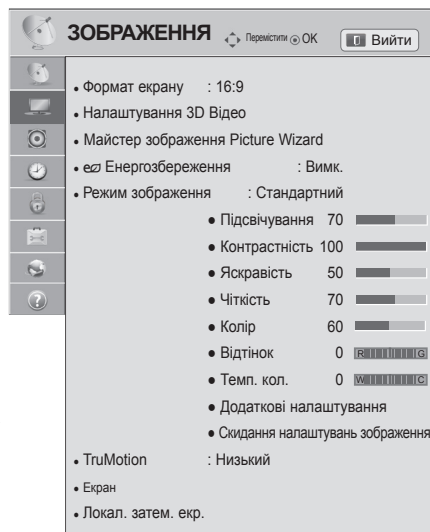 ЗОБРАЖЕННЯ Перемістити OK Вийти
• Формат екрану : 16:9
• Налаштування 3D Відео
• Майстер зображення Picture Wizard
• Енергозбереження : Вимк.
• Режим зображення : Стандартний
• Підсвічування 70
• Контрастність 100
• Яскравість 50
• Чіткість 70
• Колір 60
• Відтінок 0 R G
• Темп. кол. 0 W C
• Додаткові налаштування
• Скидання налаштувань зображення
• TruMotion : Низький
• Екран
• Локал. затем. екр.